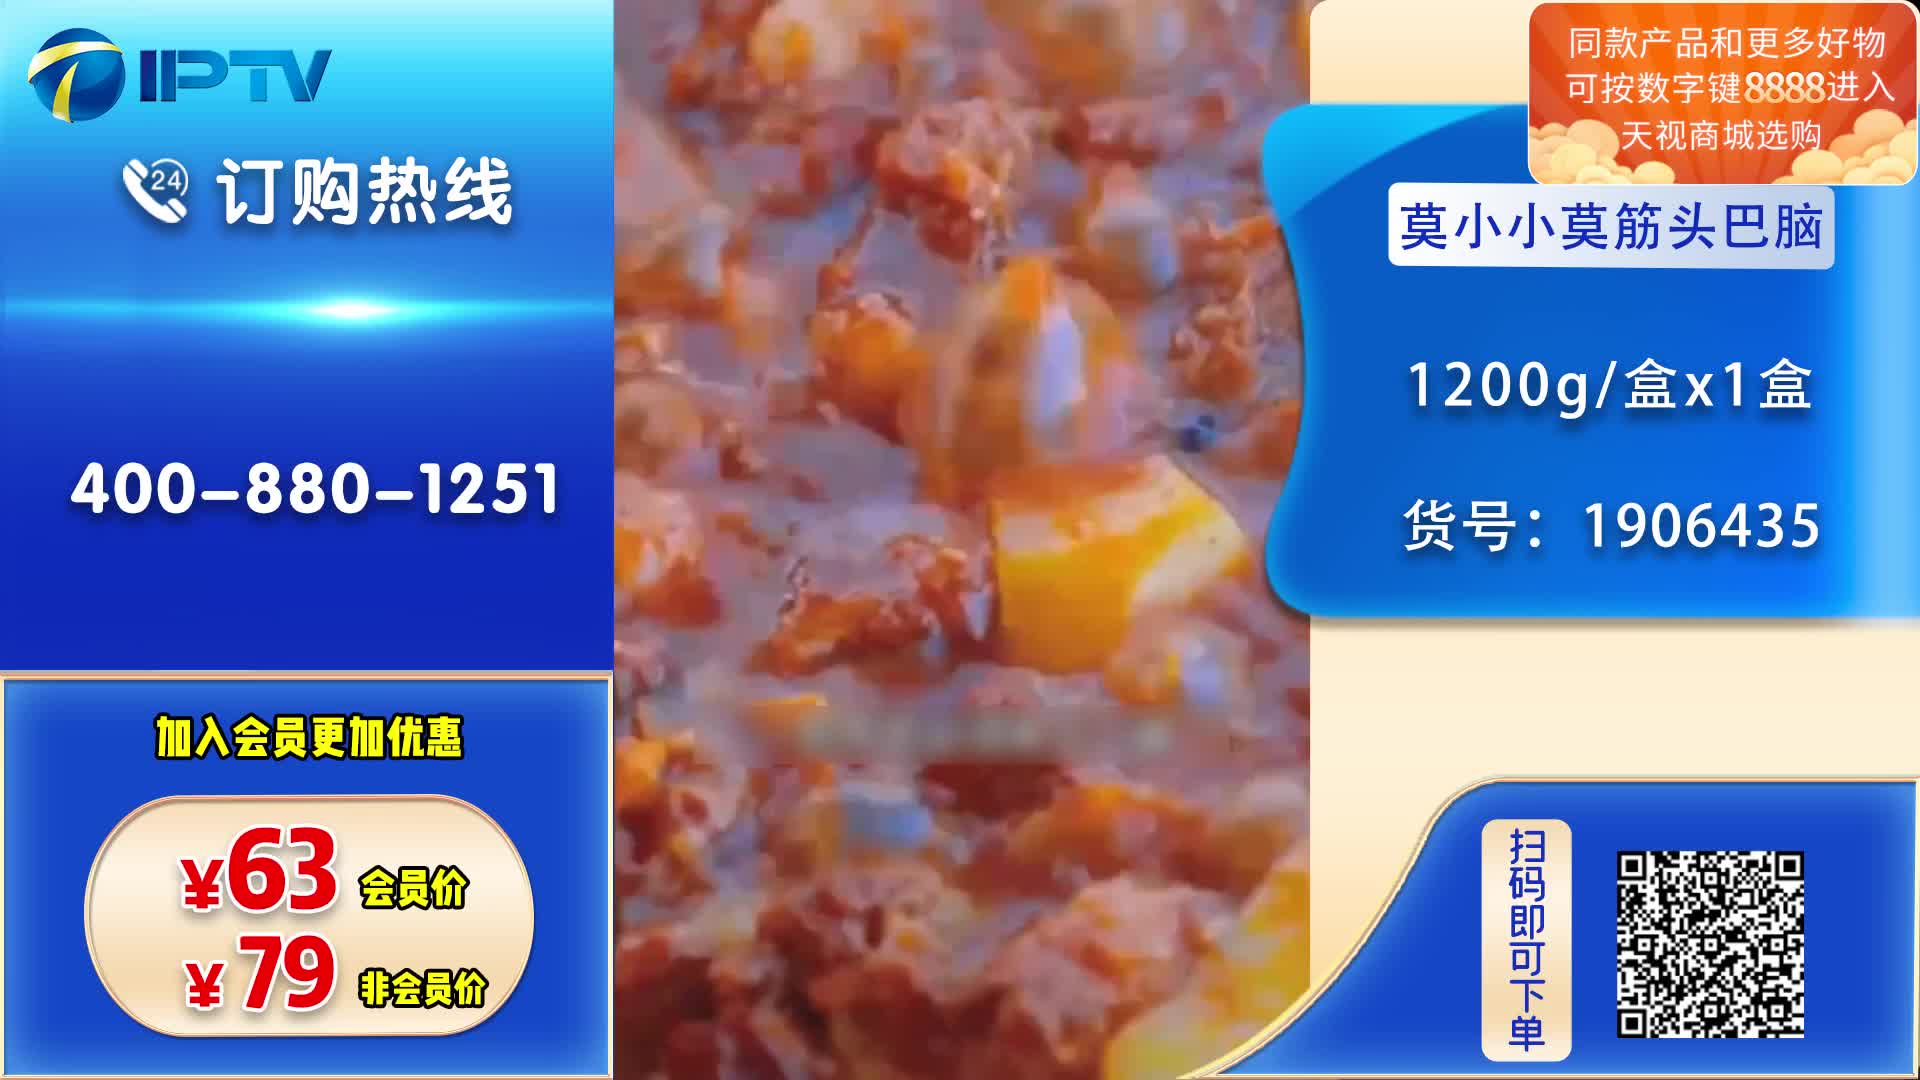 IPTV
24
订购热线
400-880-1251
加入会员更加优惠
¥63 会员价
¥79 非会员价
同款产品和更多好物
可按数字键8888进入
天视商城选购
莫小小莫筋头巴脑
1200g/盒x1盒
货号：1906435
扫码即可下单